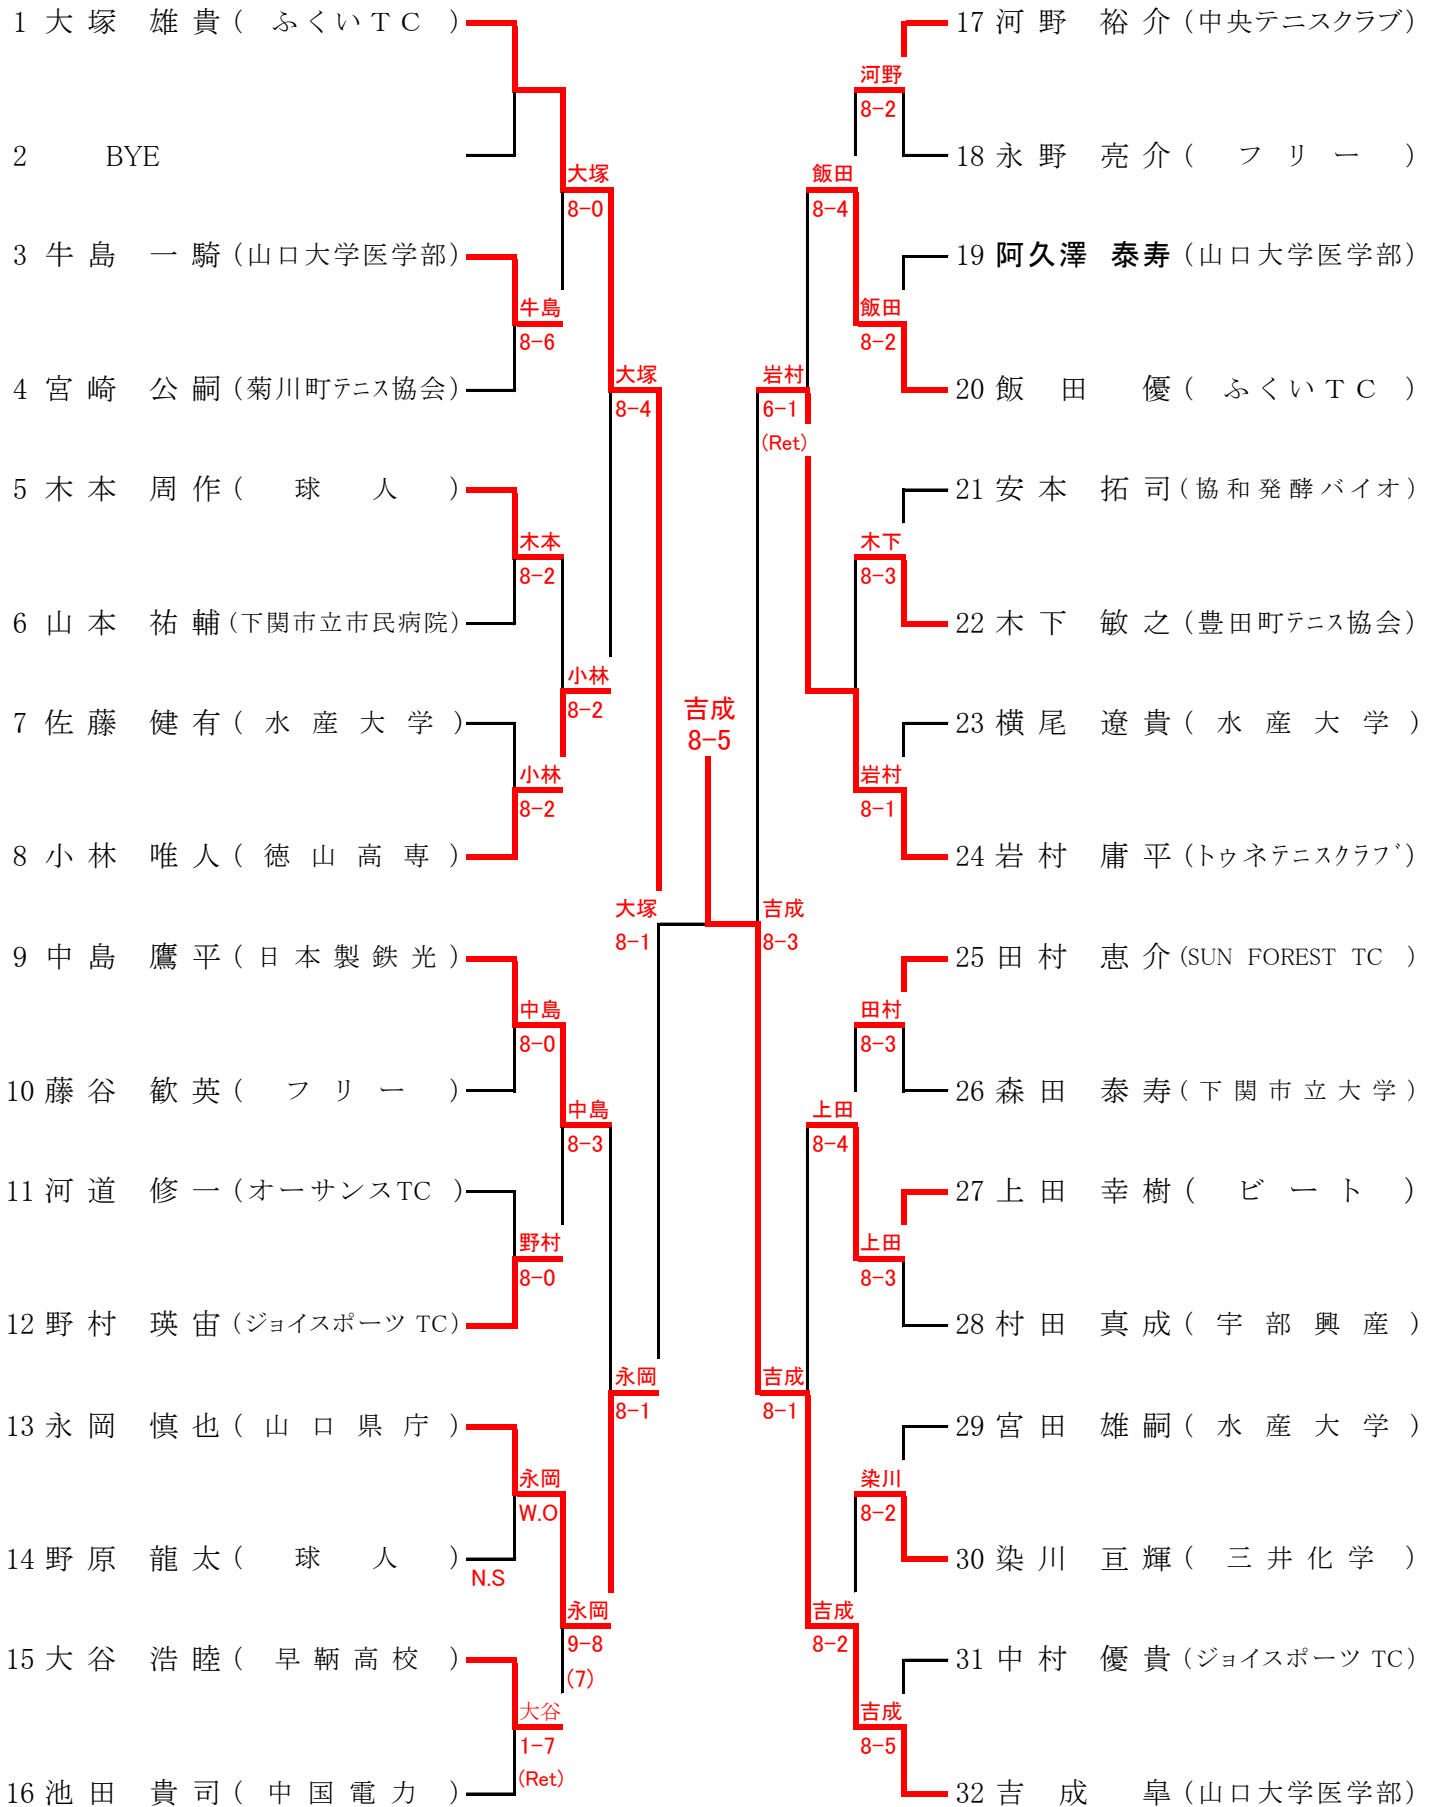 1 大塚 雄貴 ( ふくいTC )
2 BYE
3 牛島 一騎 (山口大学医学部)
4 宮崎 公嗣 (菊川町テニス協会)
5 木本 周作 ( 球人 )
6 山本 祐輔 (下関市立市民病院)
7 佐藤 健有 ( 水産大学 )
8 小林 唯人 ( 徳山高専 )
9 中島 鷹平 ( 日本製鉄光 )
10 藤谷 歓英 ( フリー )
11 河道 修一 (オーサンスTC )
12 野村 瑛宙 (ジョイスポーツ TC)
13 永岡 慎也 ( 山口県庁 )
14 野原 龍太 ( 球人 )
N.S
15 大谷 浩睦 ( 早鞆高校 )
16 池田 貴司 ( 中国電力 )
牛島
8-6
木本
8-2
小林
8-2
中島
8-0
野村
8-0
永岡
W.O
大谷
1-7
(Ret)
大塚
8-0
小林
8-2
中島
8-3
永岡
9-8
(7)
大塚
8-4
永岡
8-1
大塚
8-1
吉成
8-5
吉成
8-3
岩村
6-1
(Ret)
吉成
8-1
飯田
8-4
上田
8-4
吉成
8-2
河野
8-2
飯田
8-2
木下
8-3
岩村
8-1
田村
8-3
上田
8-3
染川
8-2
吉成
8-5
17 河野 裕介 (中央テニスクラブ)
18 永野 亮介 ( フリー )
19 阿久澤 泰寿 (山口大学医学部)
20 飯田 優 ( ふくいTC )
21 安本 拓司 (協和発酵バイオ)
22 木下 敏之 (豊田町テニス協会)
23 横尾 遼貴 ( 水産大学 )
24 岩村 庸平 (トゥネテニスクラブ)
25 田村 恵介 (SUN FOREST TC )
26 森田 泰寿 (下関市立大学)
27 上田 幸樹 ( ビート )
28 村田 真成 ( 宇部興産 )
29 宮田 雄嗣 ( 水産大学 )
30 染川 亘輝 ( 三井化学 )
31 中村 優貴 (ジョイスポーツ TC)
32 吉成 皐 (山口大学医学部)